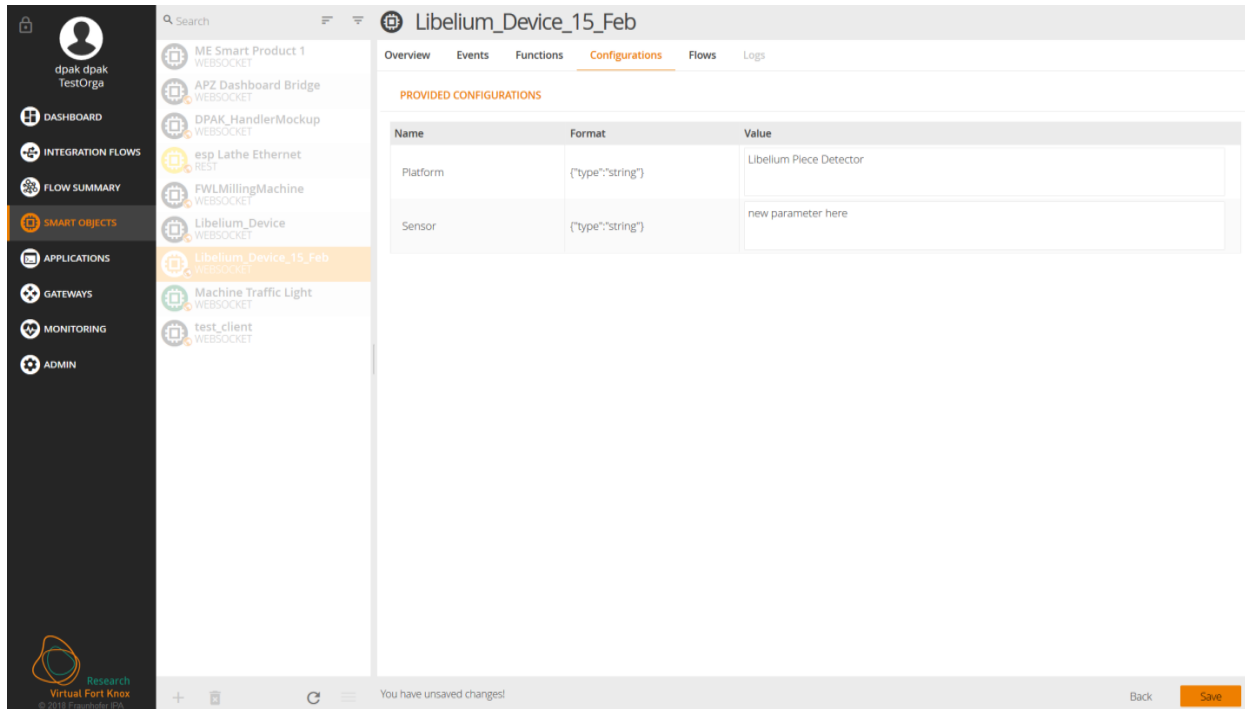 dpak dpak
TestOrga
DASHBOARD
INTEGRATION FLOWS
FLOW SUMMARY
SMART OBJECTS
APPLICATIONS
GATEWAYS
MONITORING
ADMIN
Research
Virtual Fort Knox
© 2018 Fraunhofer IPA
Search
ME Smart Product 1
WEBSOCKET
APZ Dashboard Bridge
WEBSOCKET
DPAK_HandlerMockup
WEBSOCKET
esp Lathe Ethernet
REST
FWLMillingMachine
WEBSOCKET
Libelium_Device
WEBSOCKET
Libelium_Device_15_Feb
WEBSOCKET
Machine Traffic Light
WEBSOCKET
test_client
WEBSOCKET
Libelium_Device_15_Feb
Overview Events Functions Configurations Flows Logs
PROVIDED CONFIGURATIONS
Name Format Value
Platform {"type":"string"} Libelium Piece Detector
Sensor {"type":"string"} new parameter here
You have unsaved changes! Back Save